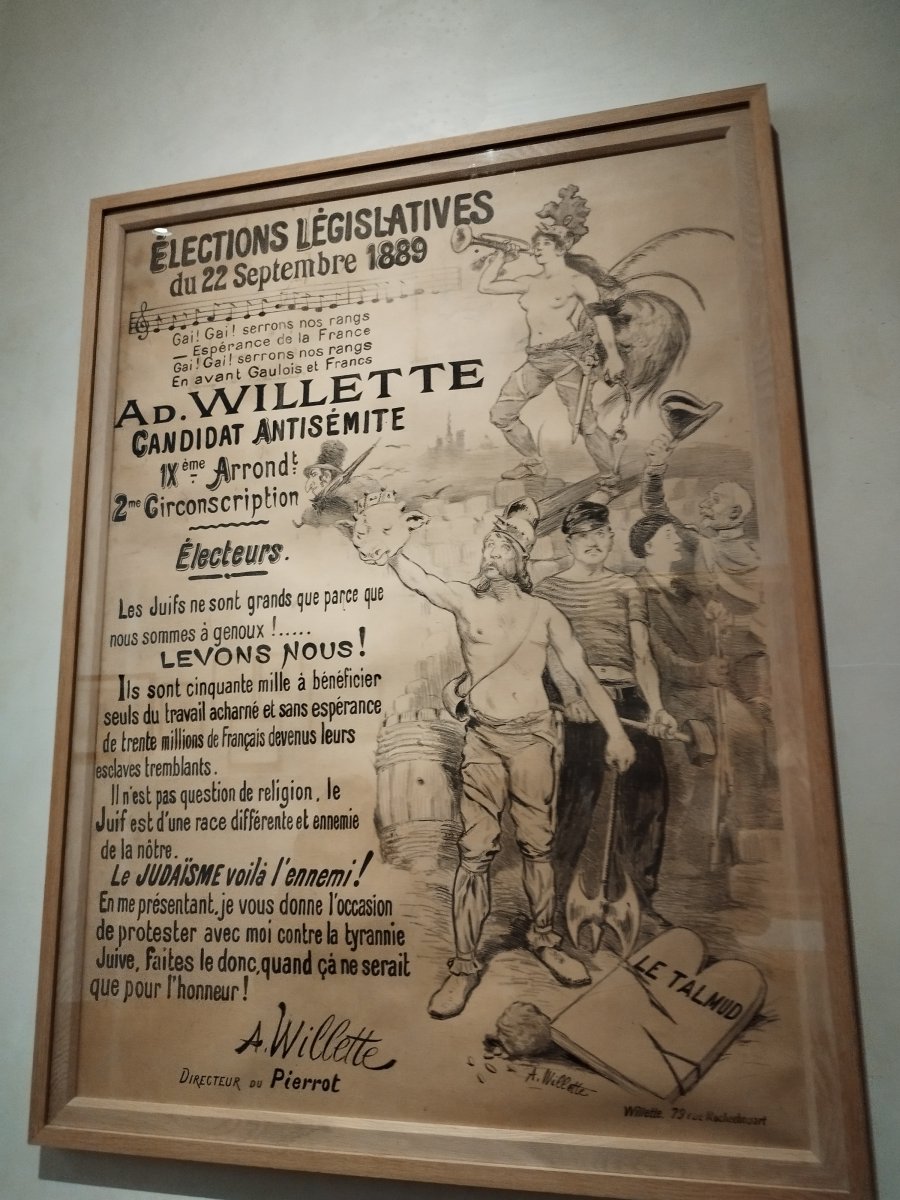 ÉLECTIONS LÉGISLATIVES
du 22 Septembre 1889
Gai! Gai! serrons nos rangs
— Espérance de la France
Gai! Gai! serrons nos rangs
En avant Gaulois et Francs
AD. WILLETTE
CANDIDAT ANTISÉMITE
IXème Arrondt
2me Circonscription
Électeurs.
Les Juifs ne sont grands que parce que
nous sommes à genoux !.....
LEVONS NOUS!
Ils sont cinquante mille à bénéficier
seuls du travail acharné et sans espérance
de trente millions de Français devenus leurs
esclaves tremblants.
Il n'est pas question de religion, le
Juif est d'une race différente et ennemie
de la nôtre.
Le JUDAÏSME voilà l'ennemi!
En me présentant, je vous donne l'occasion
de protester avec moi contre la tyrannie
Juive, faites le donc, quand çà ne serait
que pour l'honneur!
A. Willette
DIRECTEUR DU Pierrot
LE TALMUD
A. Willette
Willette, 79 rue Rochechouart